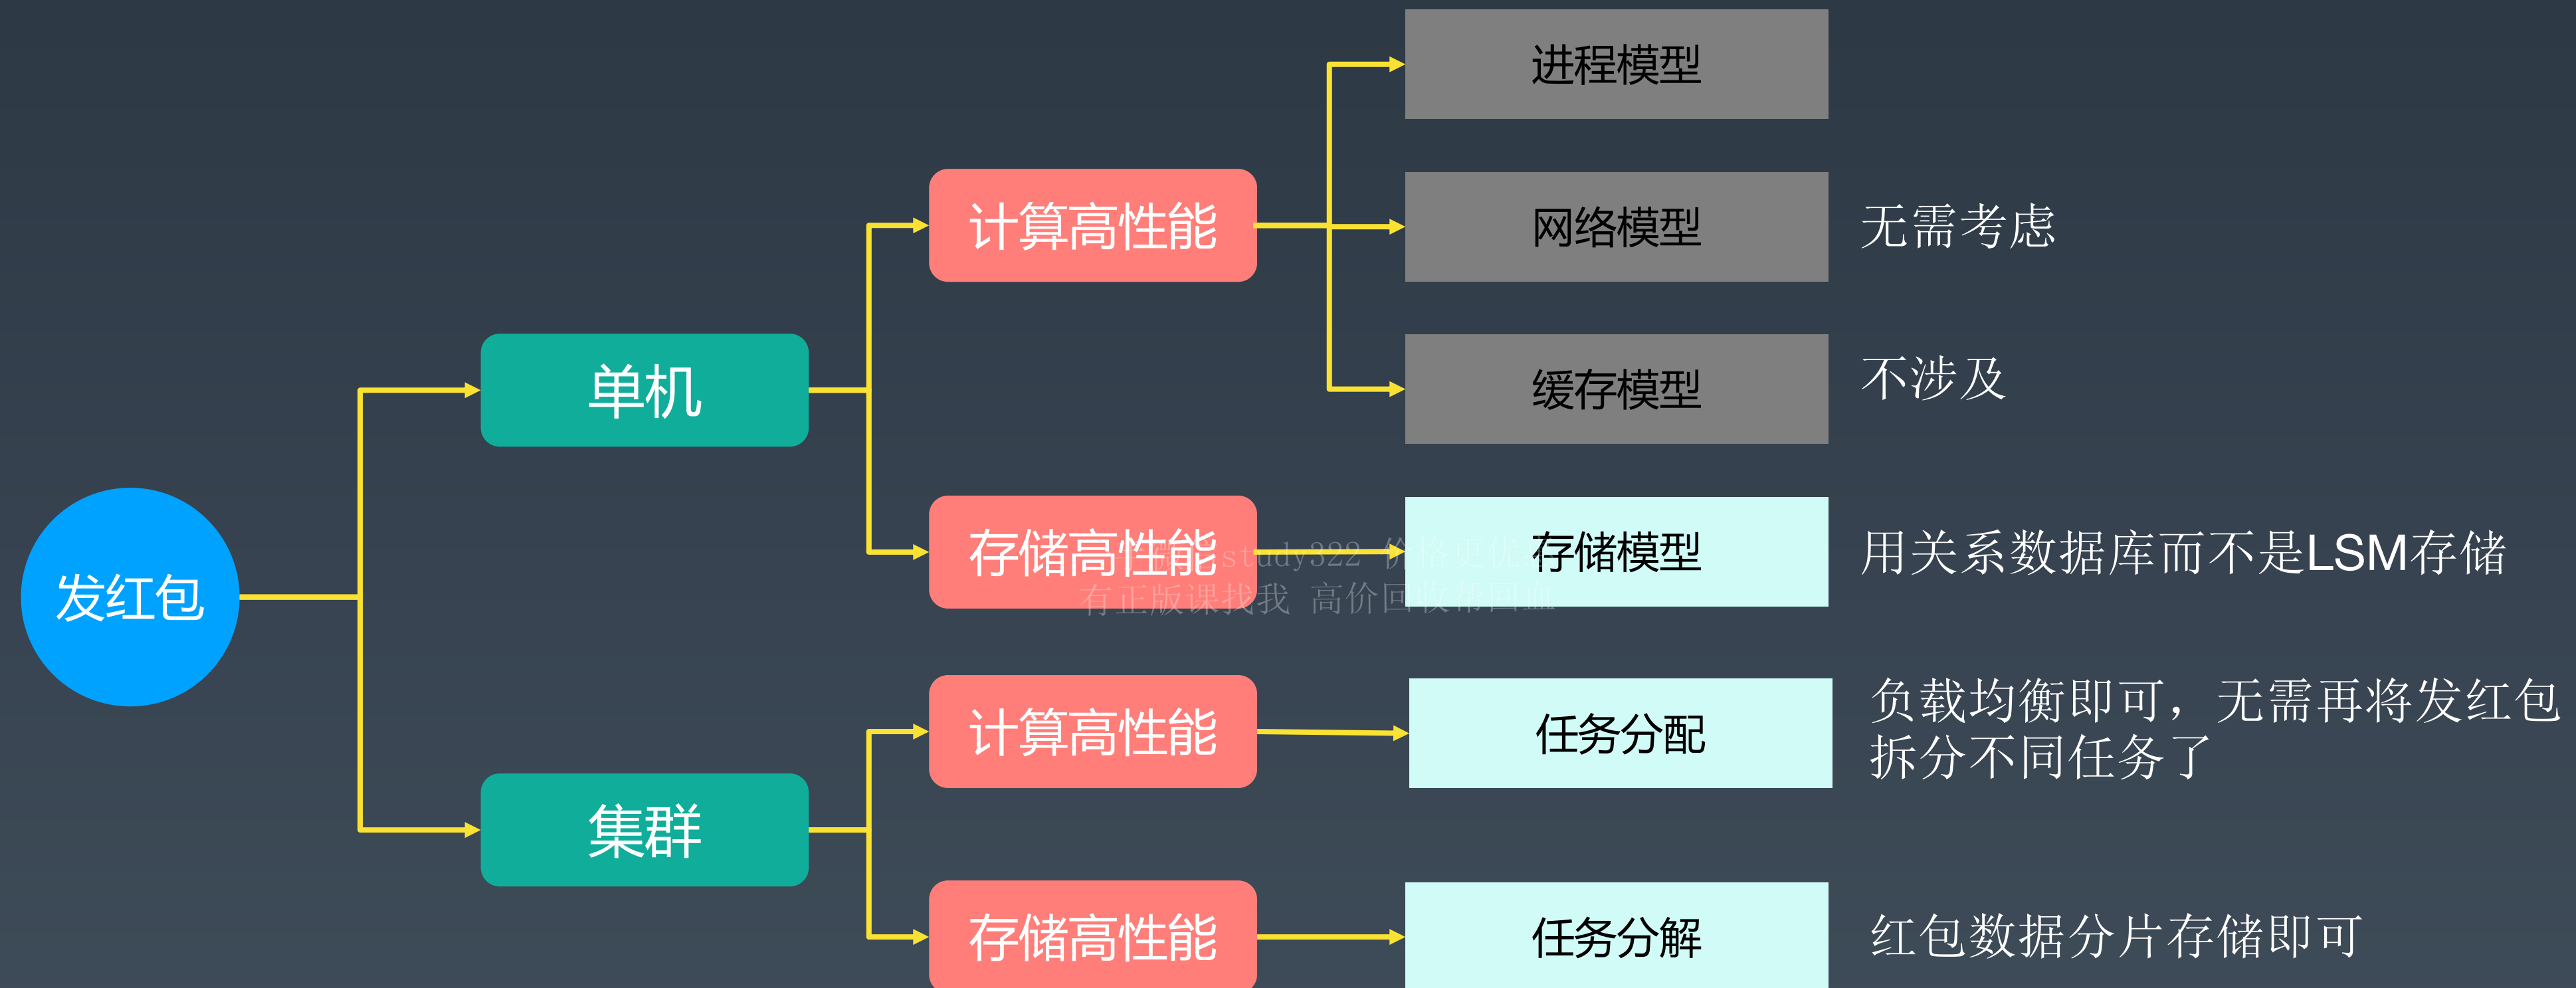 发红包
单机
集群
计算高性能
存储高性能
计算高性能
存储高性能
进程模型
网络模型
无需考虑
缓存模型
不涉及
存储模型
用关系数据库而不是LSM存储
任务分配
负载均衡即可，无需再将发红包
拆分不同任务了
任务分解
红包数据分片存储即可
study322 价格更优
有正版课找我 高价回收帮回血